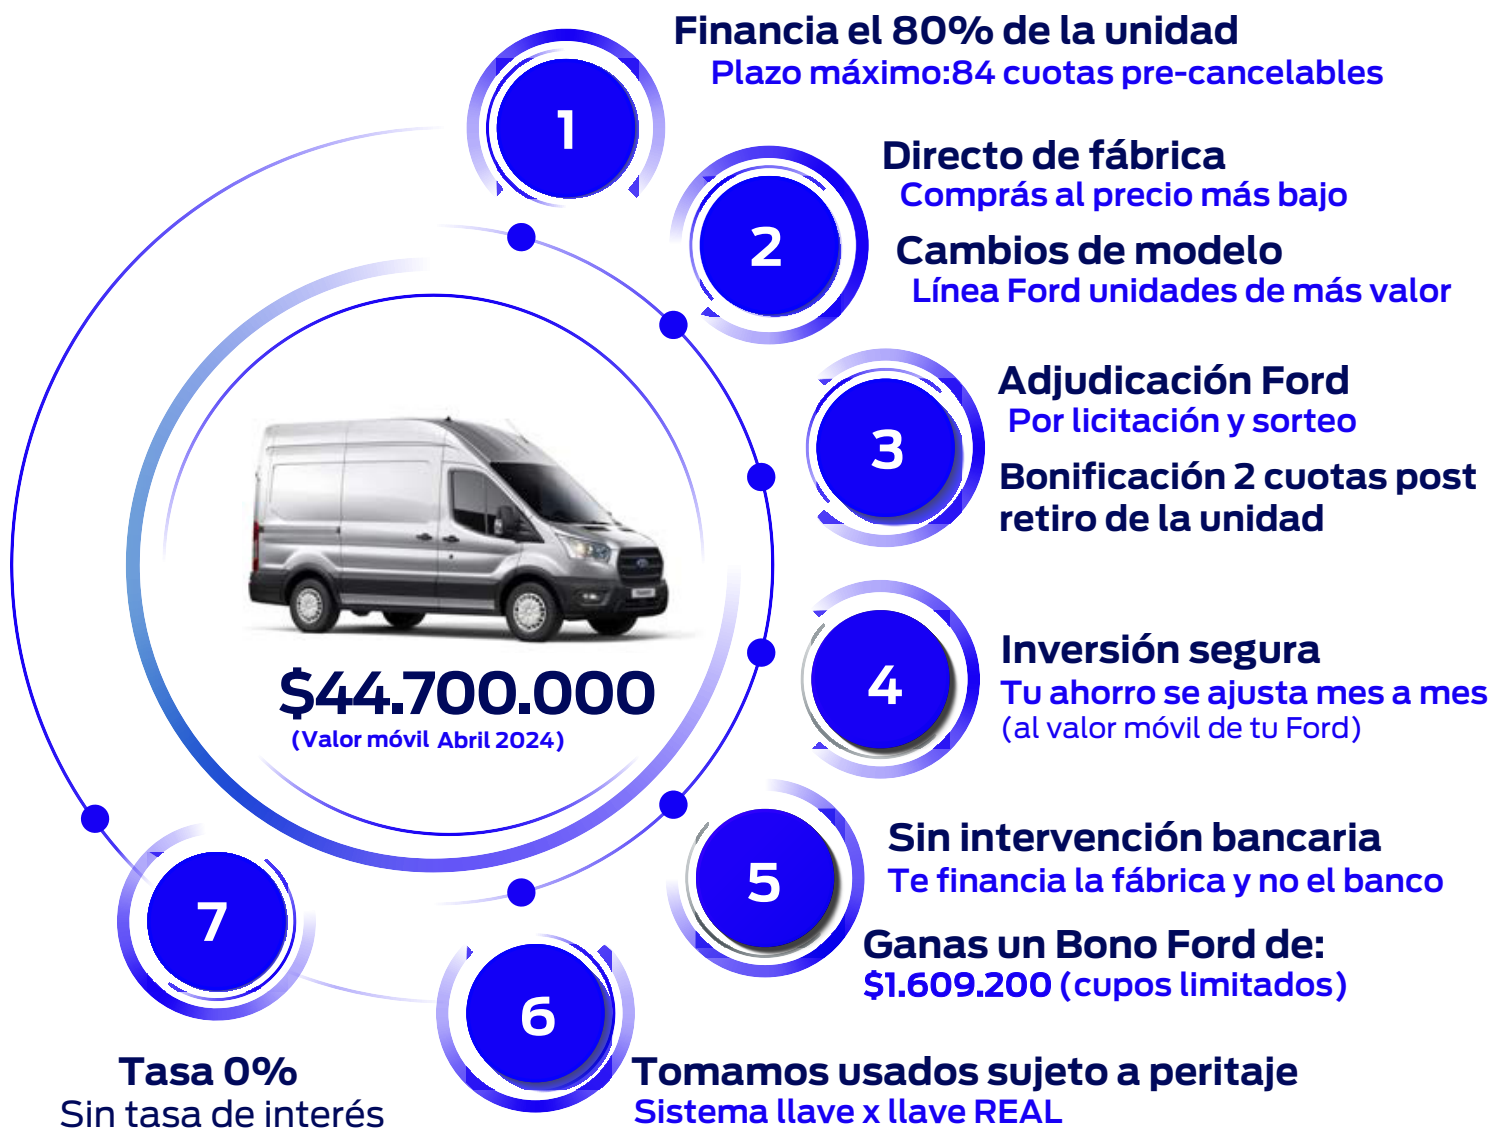 1
Financia el 80% de la unidad
Plazo máximo:84 cuotas pre-cancelables
2
Directo de fábrica
Comprás al precio más bajo
Cambios de modelo
Línea Ford unidades de más valor
3
Adjudicación Ford
Por licitación y sorteo
Bonificación 2 cuotas post
retiro de la unidad
$44.700.000
(Valor móvil Abril 2024)
4
Inversión segura
Tu ahorro se ajusta mes a mes
(al valor móvil de tu Ford)
5
Sin intervención bancaria
Te financia la fábrica y no el banco
Ganas un Bono Ford de:
$1.609.200 (cupos limitados)
6
Tomamos usados sujeto a peritaje
Sistema llave x llave REAL
7
Tasa 0%
Sin tasa de interés